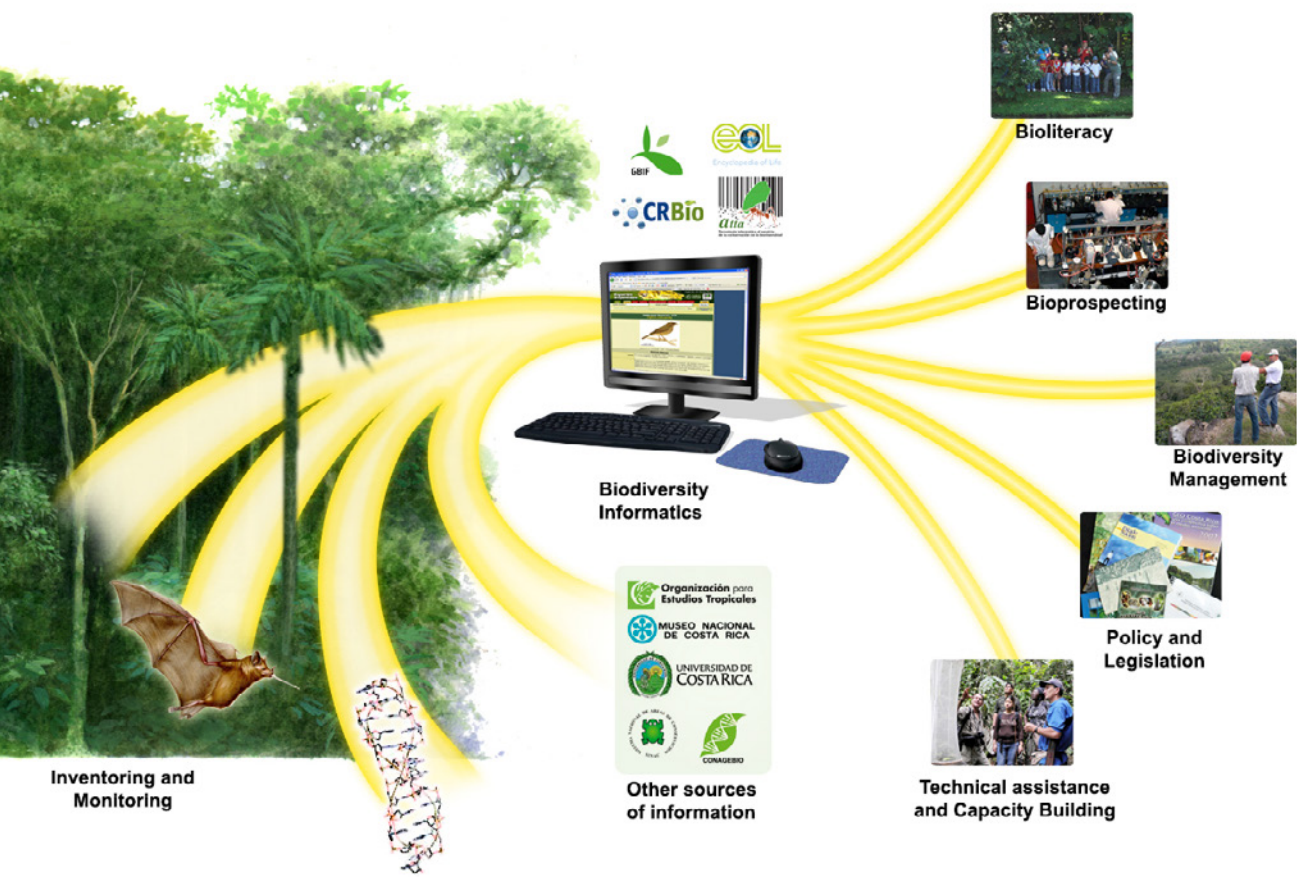 Bioliteracy
GBIF
eOL
Encyclopedia of Life
CRBio
atta
Bioprospecting
Biodiversity
Management
Biodiversity
Informatics
Organización para
Estudios Tropicales
MUSEO NACIONAL
DE COSTA RICA
UNIVERSIDAD DE
COSTA RICA
CONAGEBIO
Other sources
of information
Policy and
Legislation
Technical assistance
and Capacity Building
Inventoring and
Monitoring